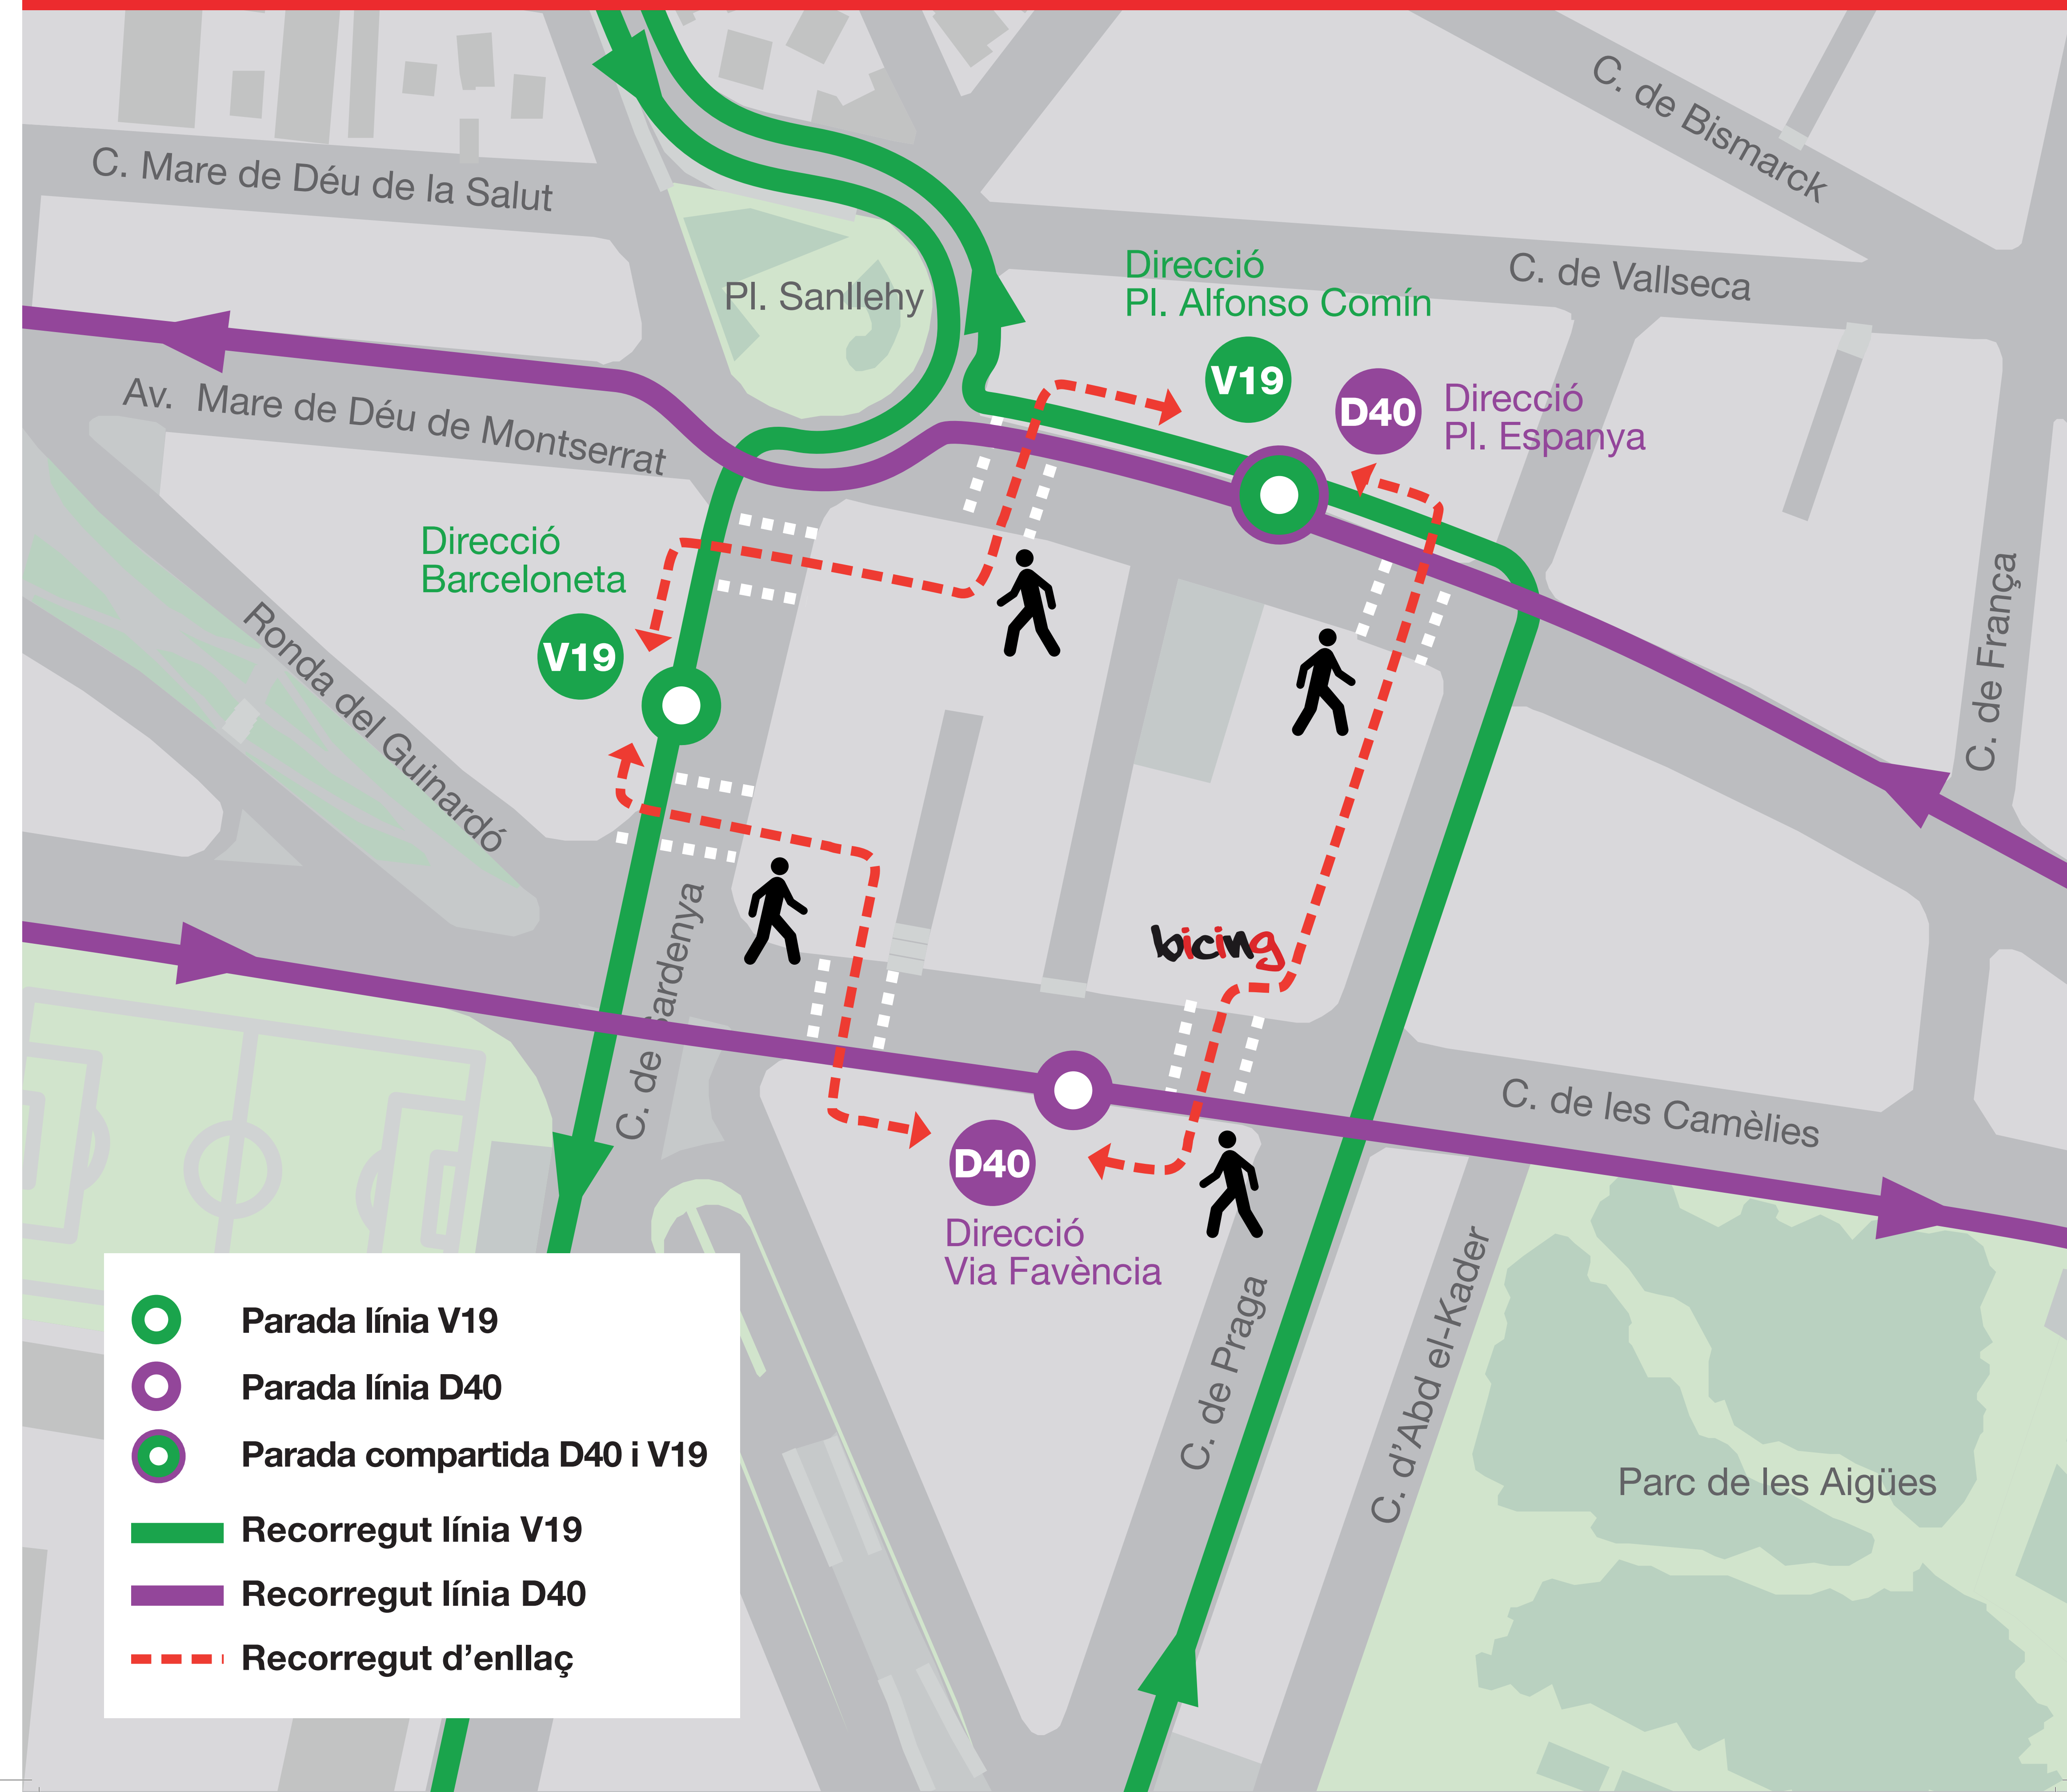 C. de Bismarck
C. Mare de Déu de la Salut
Direcció
Pl. Alfonso Comín
C. de Vallseca
Pl. Sanllehy
V19
D40
Direcció
Pl. Espanya
Av. Mare de Déu de Montserrat
Direcció
Barceloneta
V19
Ronda del Guinardó
C. de França
C. de Sardenya
bicing
C. de les Camèlies
D40
Direcció
Via Favència
C. de Praga
C. d'Abd el-Kader
Parc de les Aigües
Parada línia V19
Parada línia D40
Parada compartida D40 i V19
Recorregut línia V19
Recorregut línia D40
Recorregut d’enllaç